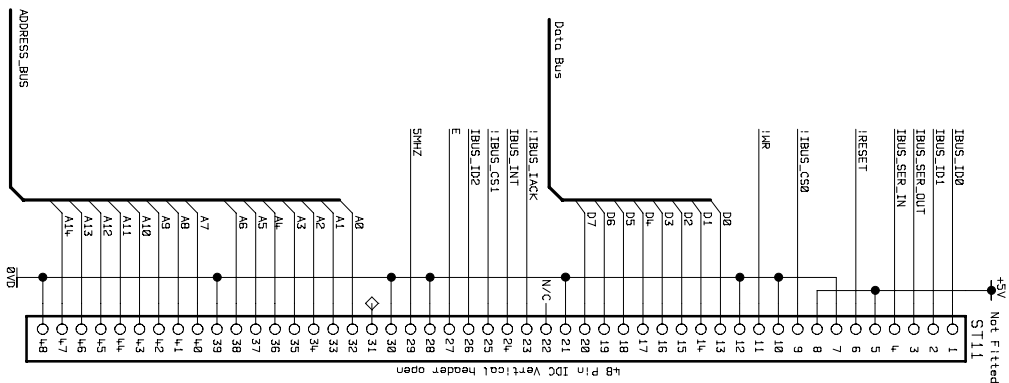 ADDRESS_BUS
Data Bus
A14
A13
A12
A11
A10
A9
A8
A7
A6
A5
A4
A3
A2
A1
A0
5MHZ
E
IBUS_ID2
!IBUS_CS1
IBUS_INT
!IBUS_IACK
D7
D6
D5
D4
D3
D2
D1
D0
!WR
!IBUS_CS0
!RESET
IBUS_SER_IN
IBUS_SER_OUT
IBUS_ID1
IBUS_ID0
0VD
N/C
+5V
Not Fitted
ST11
48
47
46
45
44
43
42
41
40
39
38
37
36
35
34
33
32
31
30
29
28
27
26
25
24
23
22
21
20
19
18
17
16
15
14
13
12
11
10
9
8
7
6
5
4
3
2
1
48 Pin IDC Vertical header open